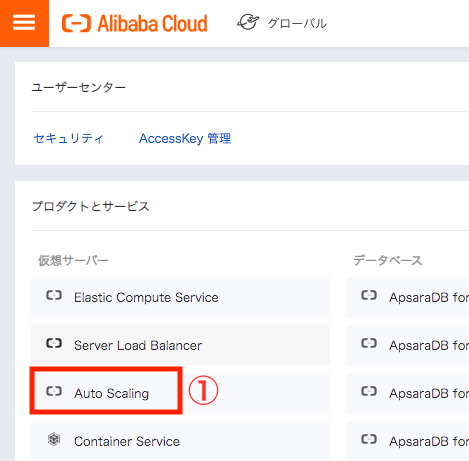 Alibaba Cloud グローバル
ユーザーセンター
セキュリティ AccessKey 管理
プロダクトとサービス
仮想サーバー データベース
Elastic Compute Service ApsaraDB for
Server Load Balancer ApsaraDB for
Auto Scaling ① ApsaraDB for
Container Service ApsaraDB for